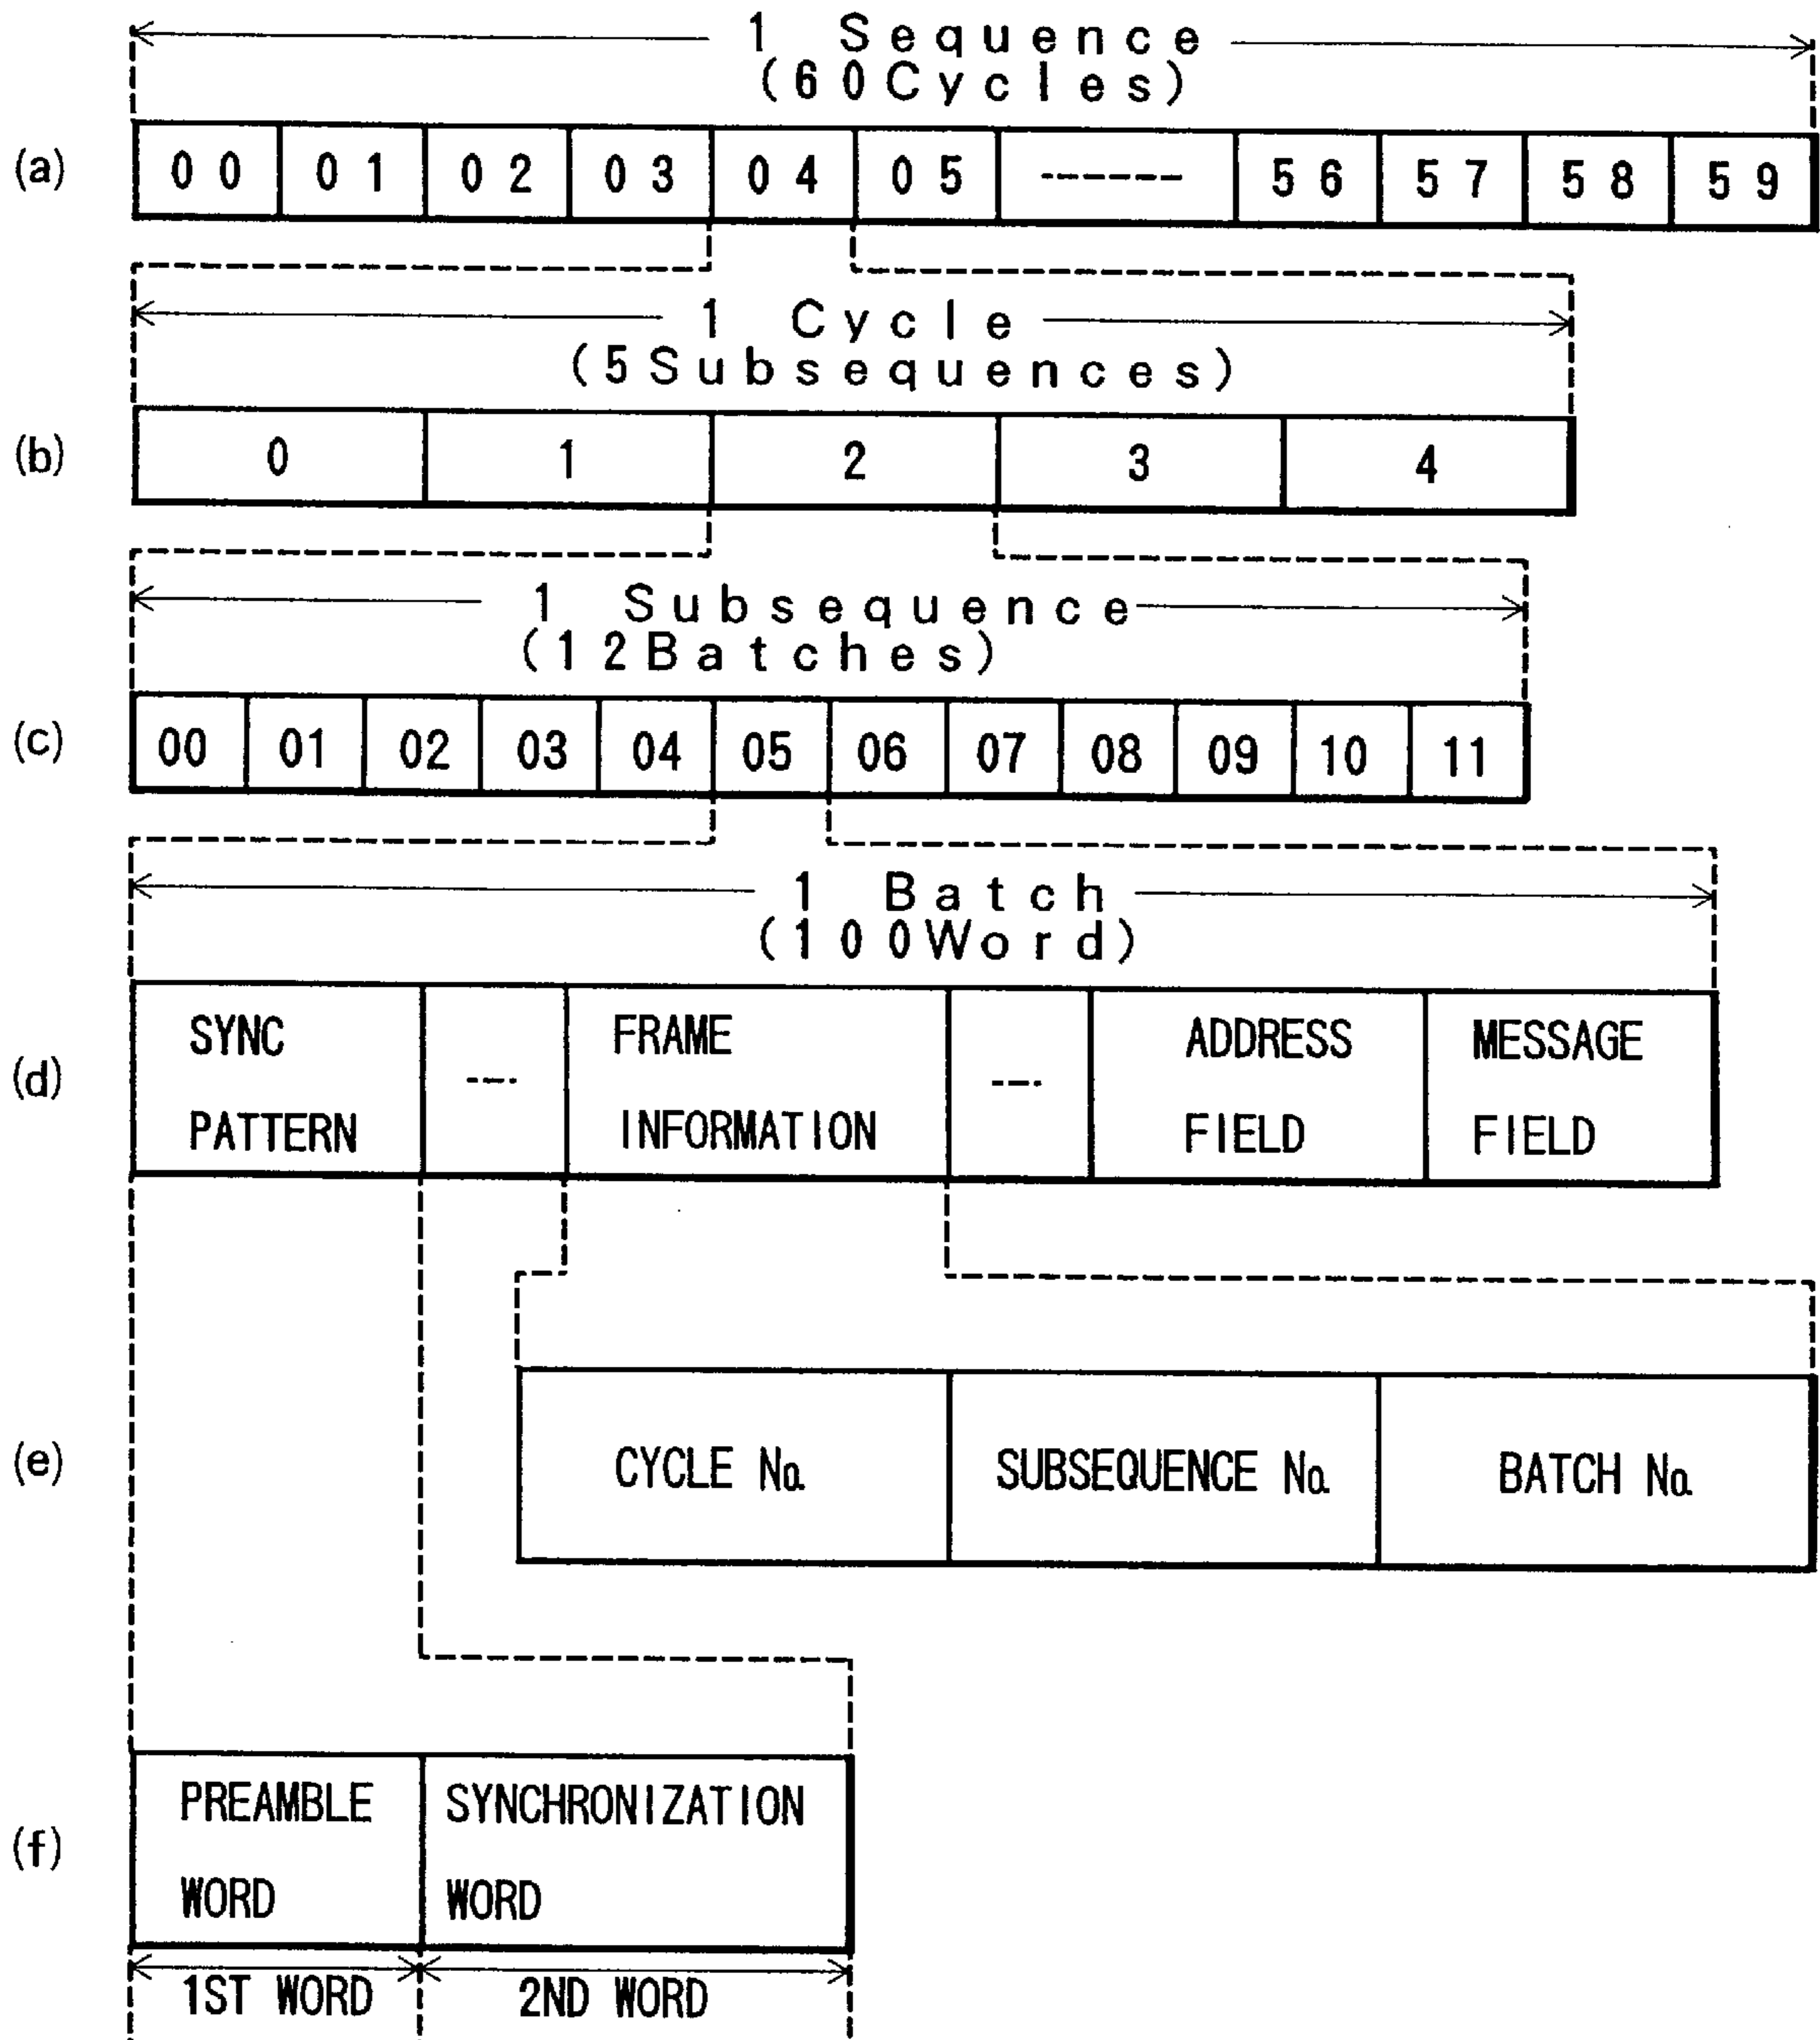 1 Sequence
(60Cycles)
(a) 00 01 02 03 04 05 ------ 56 57 58 59
1 Cycle
(5Subsequences)
(b) 0 1 2 3 4
1 Subsequence
(12Batches)
(c) 00 01 02 03 04 05 06 07 08 09 10 11
1 Batch
(100Word)
(d) SYNC PATTERN --- FRAME INFORMATION --- ADDRESS FIELD MESSAGE FIELD
(e) CYCLE No. SUBSEQUENCE No. BATCH No.
(f) PREAMBLE WORD SYNCHRONIZATION WORD
1ST WORD 2ND WORD